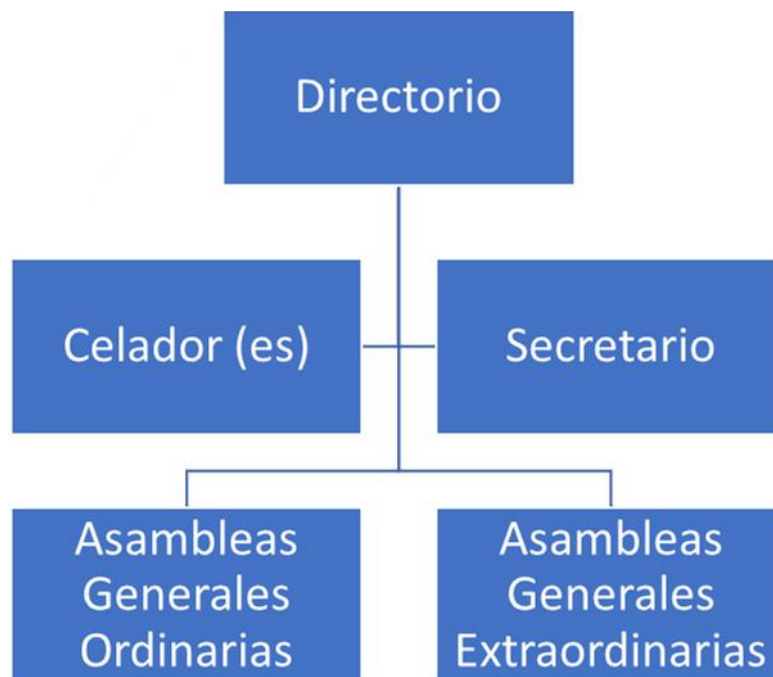 Directorio
Celador (es)
Secretario
Asambleas
Generales
Ordinarias
Asambleas
Generales
Extraordinarias